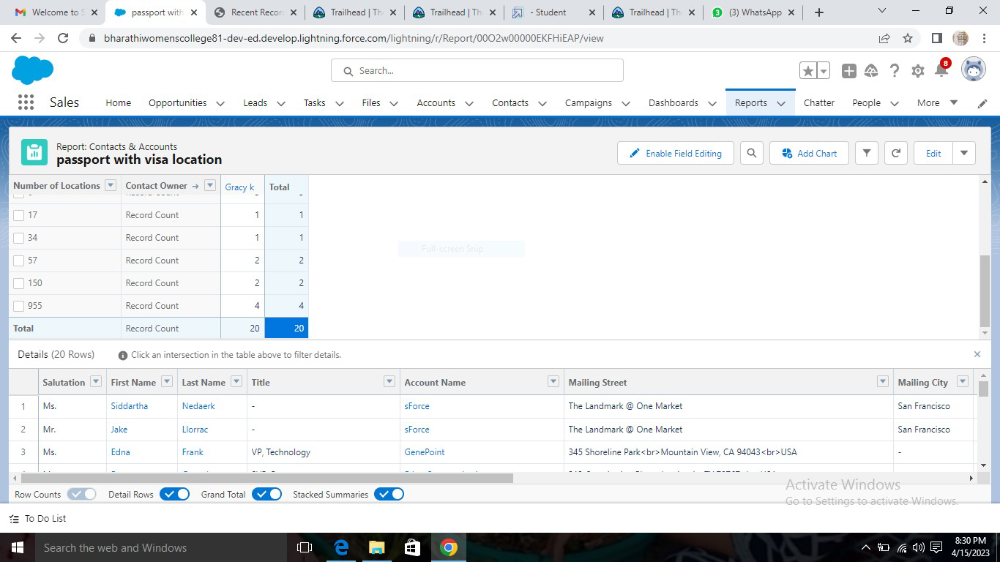 Welcome to S
passport with
Recent Recor
Trailhead | Th
Trailhead | Th
- Student
Trailhead | Th
(3) WhatsApp
bharathiwomenscollege81-dev-ed.develop.lightning.force.com/lightning/r/Report/00O2w00000EKFHiEAP/view
Search...
8
Sales
Home
Opportunities
Leads
Tasks
Files
Accounts
Contacts
Campaigns
Dashboards
Reports
Chatter
People
More
Report: Contacts & Accounts
passport with visa location
Enable Field Editing
Add Chart
Edit
Number of Locations Contact Owner → Gracy k Total
17 Record Count 1 1
34 Record Count 1 1
Full-screen Snip
57 Record Count 2 2
150 Record Count 2 2
955 Record Count 4 4
Total Record Count 20 20
Details (20 Rows)
Click an intersection in the table above to filter details.
Salutation First Name Last Name Title Account Name Mailing Street Mailing City
1 Ms. Siddartha Nedaerk - sForce The Landmark @ One Market San Francisco
2 Mr. Jake Llorrac - sForce The Landmark @ One Market San Francisco
3 Ms. Edna Frank VP, Technology GenePoint 345 Shoreline Park<br>Mountain View, CA 94043<br>USA -
Row Counts
Detail Rows
Grand Total
Stacked Summaries
Activate Windows
Go to Settings to activate Windows.
To Do List
Search the web and Windows
8:30 PM
4/15/2023